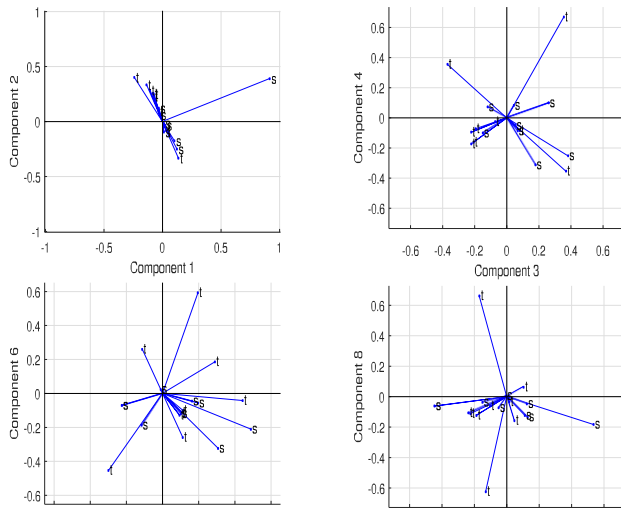 1
0.5
0
-0.5
-1
-1
-0.5
0
0.5
1
Component 1
Component 2
t
t
S
S
S
t
0.6
0.4
0.2
0
-0.2
-0.4
-0.6
-0.6
-0.4
-0.2
0
0.2
0.4
0.6
Component 3
Component 4
t
t
S
S
S
S
S
t
0.6
0.4
0.2
0
-0.2
-0.4
-0.6
Component 6
t
t
t
t
S
S
S
S
S
t
t
0.8
0.6
0.4
0.2
0
-0.2
-0.4
-0.6
Component 8
t
t
S
S
S
S
t
t